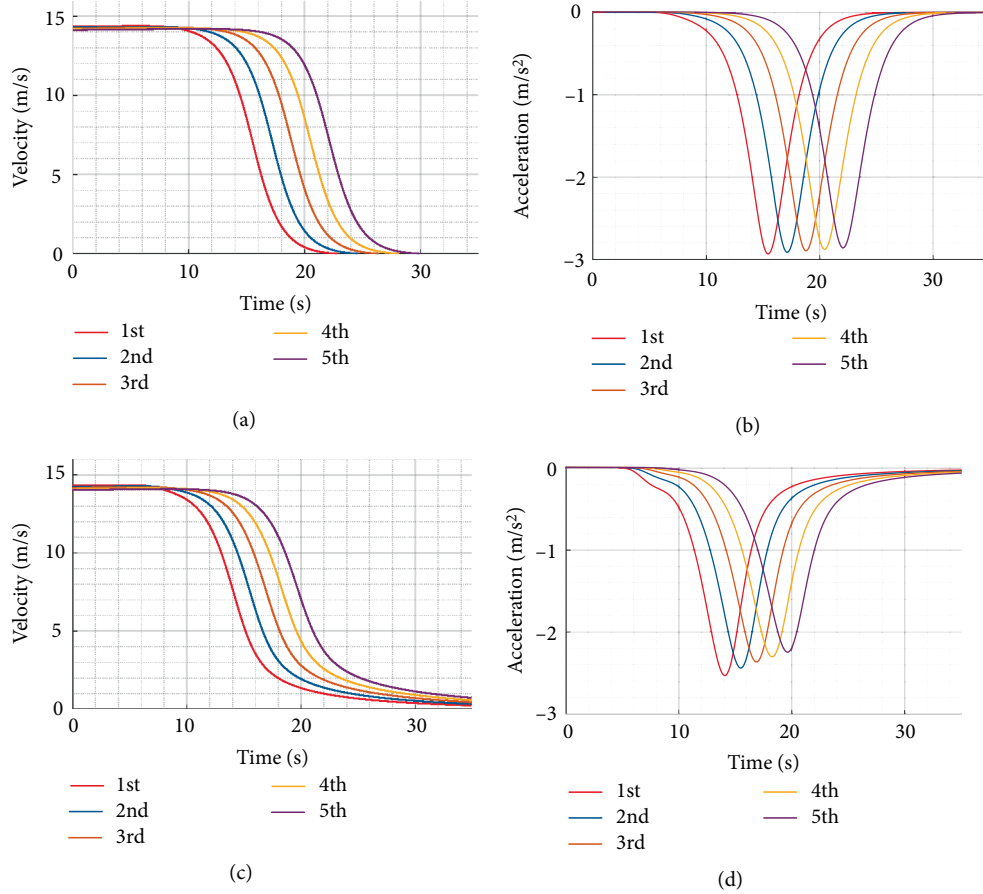 15
10
5
0
Velocity (m/s)
0 10 20 30
Time (s)
1st 4th
2nd 5th
3rd
(a)
0
−1
−2
−3
Acceleration (m/s²)
0 10 20 30
Time (s)
1st 4th
2nd 5th
3rd
(b)
15
10
5
0
Velocity (m/s)
0 10 20 30
Time (s)
1st 4th
2nd 5th
3rd
(c)
0
−1
−2
−3
Acceleration (m/s²)
0 10 20 30
Time (s)
1st 4th
2nd 5th
3rd
(d)